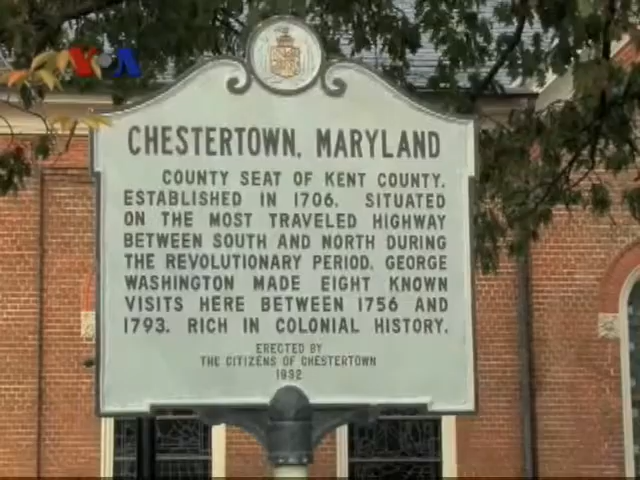 VOA
CHESTERTOWN, MARYLAND
COUNTY SEAT OF KENT COUNTY.
ESTABLISHED IN 1706. SITUATED
ON THE MOST TRAVELED HIGHWAY
BETWEEN SOUTH AND NORTH DURING
THE REVOLUTIONARY PERIOD. GEORGE
WASHINGTON MADE EIGHT KNOWN
VISITS HERE BETWEEN 1756 AND
1793. RICH IN COLONIAL HISTORY.
ERECTED BY
THE CITIZENS OF CHESTERTOWN
1932